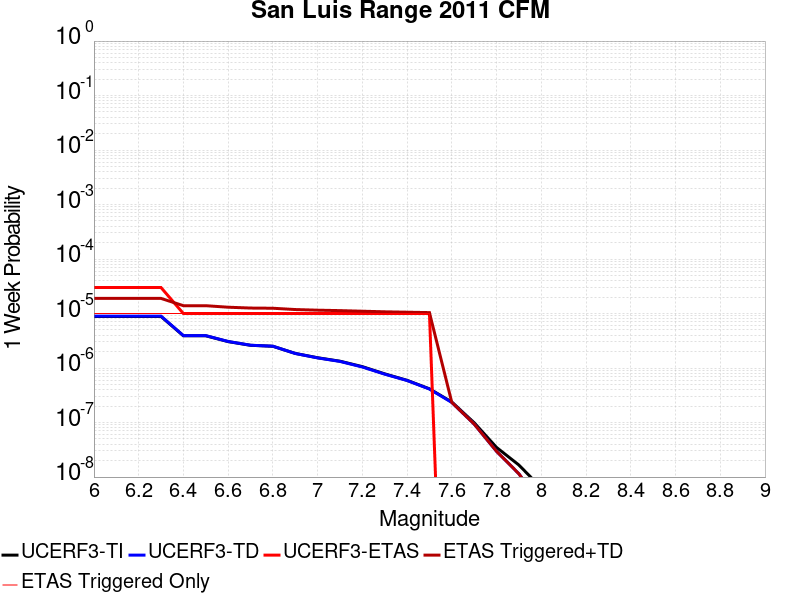 San Luis Range 2011 CFM
10^0
10^-1
10^-2
10^-3
10^-4
10^-5
10^-6
10^-7
10^-8
1 Week Probability
6 6.2 6.4 6.6 6.8 7 7.2 7.4 7.6 7.8 8 8.2 8.4 8.6 8.8 9
Magnitude
UCERF3-TI UCERF3-TD UCERF3-ETAS ETAS Triggered+TD
ETAS Triggered Only